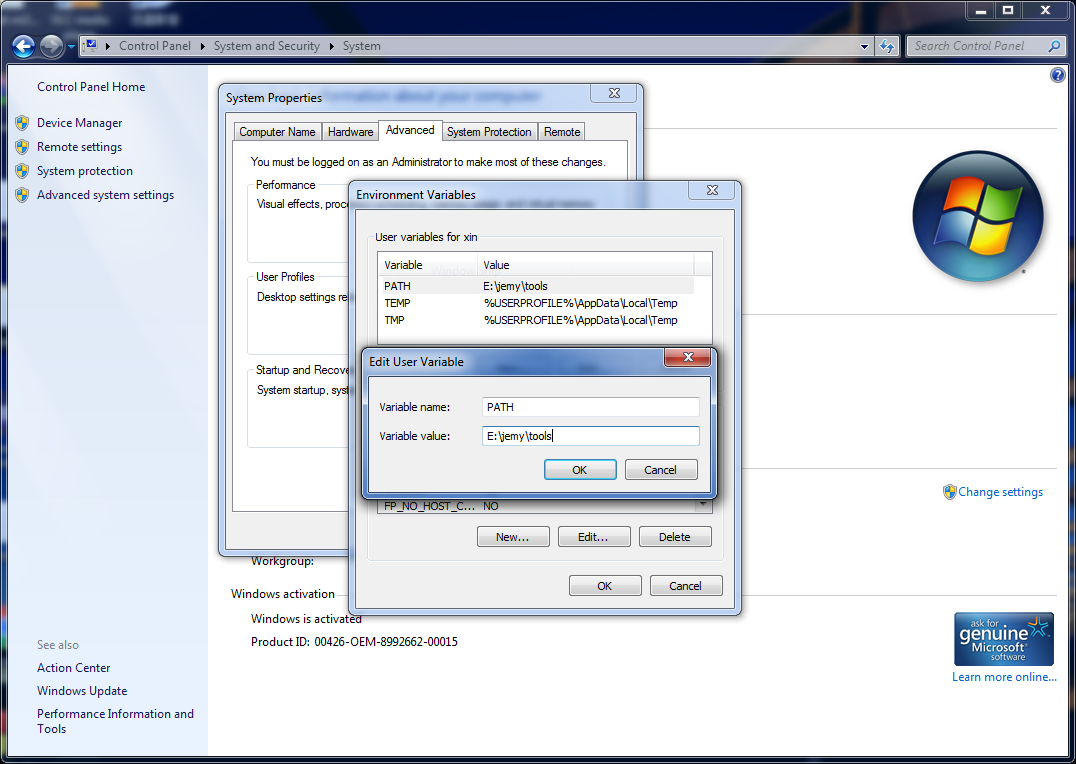 Control Panel
System and Security
System
Search Control Panel
Control Panel Home
Device Manager
Remote settings
System protection
Advanced system settings
System Properties
Computer Name
Hardware
Advanced
System Protection
Remote
You must be logged on as an Administrator to make most of these changes.
Performance
Visual effects,
User Profiles
Desktop settings
Startup and
System startup,
Environment Variables
User variables for xin
Variable Value
PATH E:\jemy\tools
TEMP %USERPROFILE%\AppData\Local\Temp
TMP %USERPROFILE%\AppData\Local\Temp
Edit User Variable
Variable name: PATH
Variable value: E:\jemy\tools
OK Cancel
FP_NO_HOST_C... NO
New... Edit... Delete
OK Cancel
Change settings
Workgroup:
Windows activation
Windows is activated
Product ID: 00426-OEM-8992662-00015
ask for
genuine
Microsoft®
software
Learn more online...
See also
Action Center
Windows Update
Performance Information and
Tools